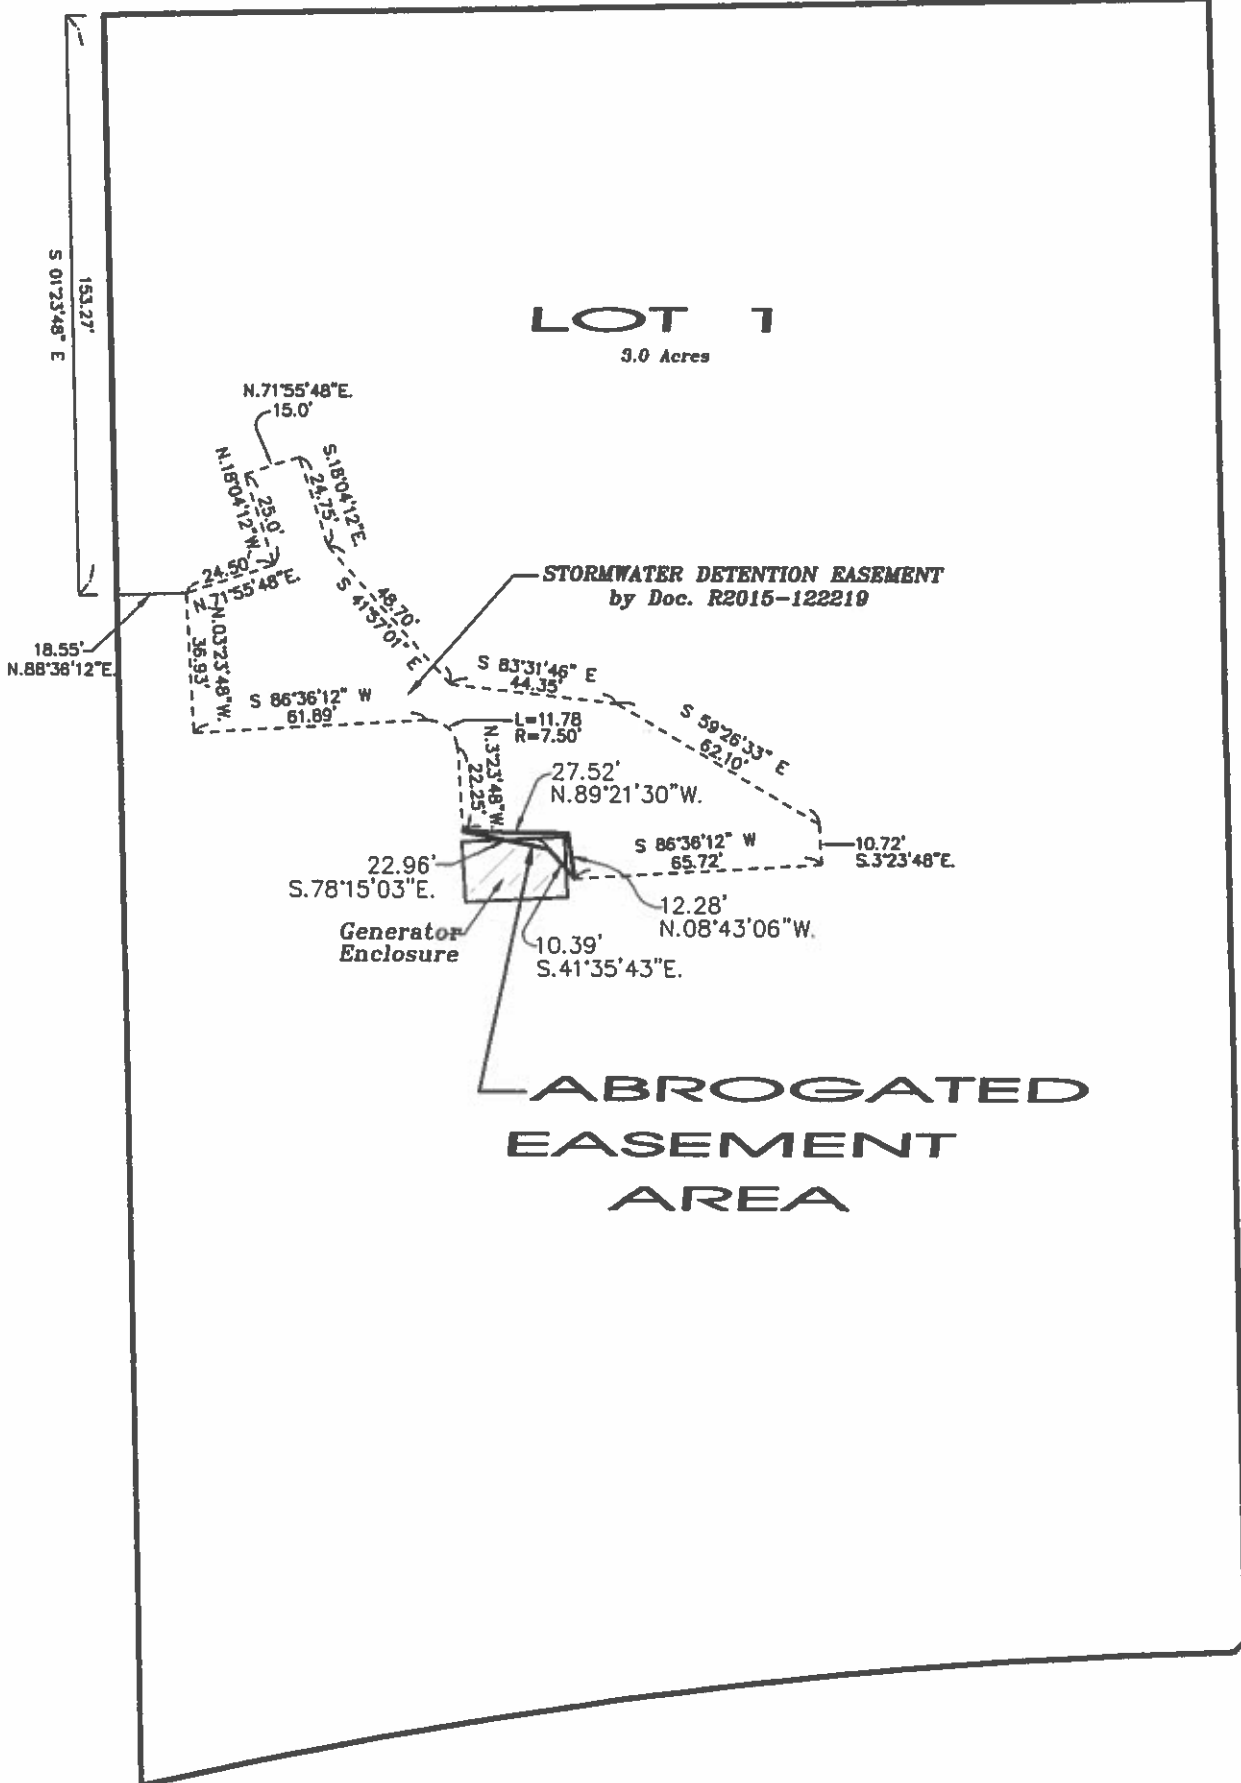 LOT 1
3.0 Acres
153.27'
S 01°23'48" E
N.71°55'48"E.
15.0'
N.18°04'12"W.
25.0'
S.18°04'12"E.
24.75'
24.50'
N.71°55'48"E.
18.55'
N.88°36'12"E.
N.03°23'48"W.
36.93'
48.70'
S 41°57'01" E
STORMWATER DETENTION EASEMENT
by Doc. R2015-122219
S 86°36'12" W
61.89'
S 83°31'46" E
44.35'
L=11.78
R=7.50'
S 59°26'33" E
62.10'
N.3°23'48"W.
22.25'
27.52'
N.89°21'30"W.
S 86°36'12" W
65.72'
10.72'
S.3°23'48"E.
22.96'
S.78°15'03"E.
Generator
Enclosure
12.28'
N.08°43'06"W.
10.39'
S.41°35'43"E.
ABROGATED
EASEMENT
AREA